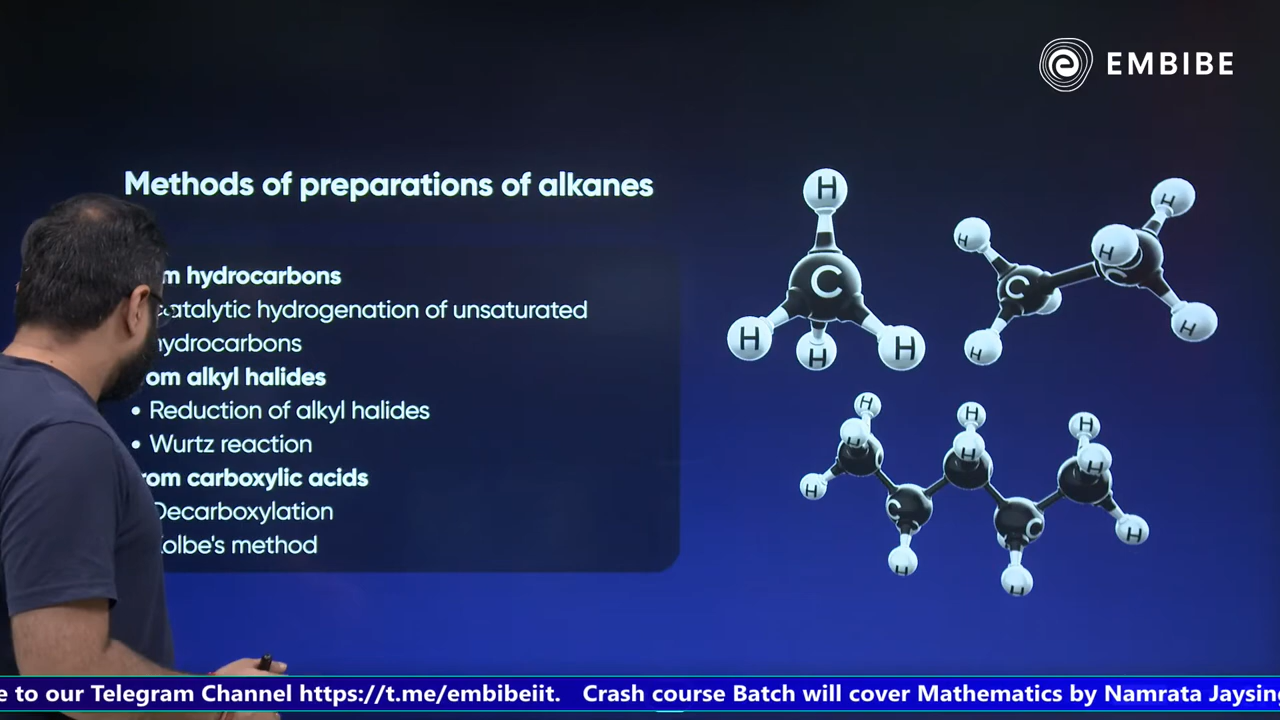 EMBIBE
Methods of preparations of alkanes
m hydrocarbons
atalytic hydrogenation of unsaturated
hydrocarbons
om alkyl halides
• Reduction of alkyl halides
• Wurtz reaction
rom carboxylic acids
Decarboxylation
olbe's method
H
C
H
H
H
H
H
H
C
C
H
H
H
H
H
H
H
H
H
H
C
C
H
H
H
e to our Telegram Channel https://t.me/embibeiit. Crash course Batch will cover Mathematics by Namrata Jaysin